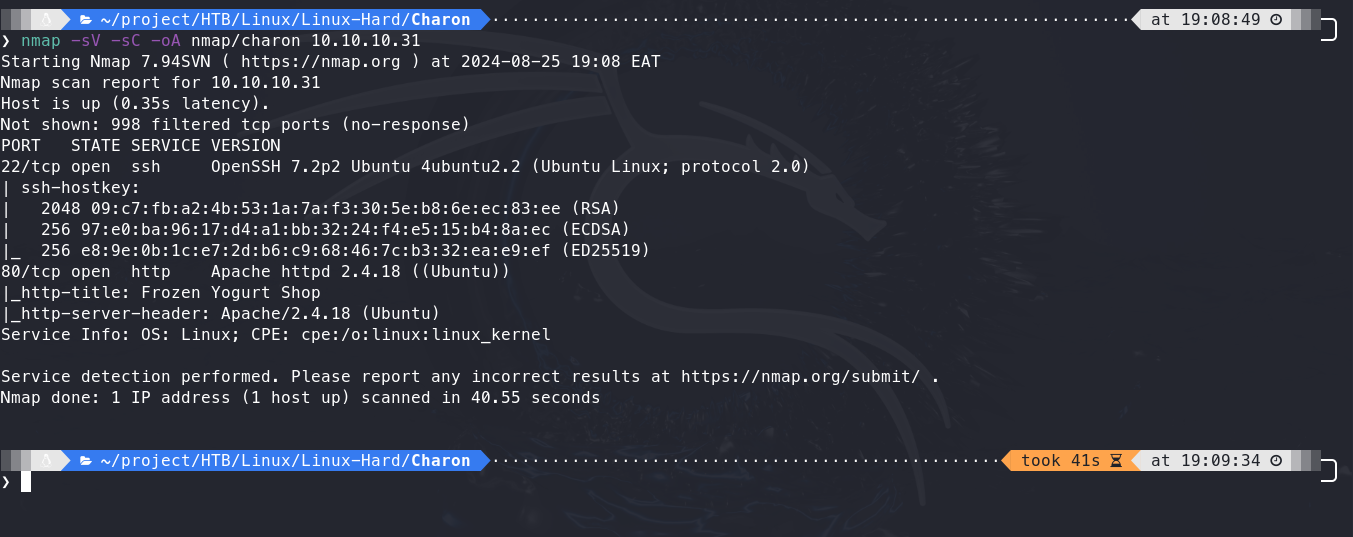 ~/project/HTB/Linux/Linux-Hard/Charon at 19:08:49
❯ nmap -sV -sC -oA nmap/charon 10.10.10.31
Starting Nmap 7.94SVN ( https://nmap.org ) at 2024-08-25 19:08 EAT
Nmap scan report for 10.10.10.31
Host is up (0.35s latency).
Not shown: 998 filtered tcp ports (no-response)
PORT   STATE SERVICE VERSION
22/tcp open  ssh     OpenSSH 7.2p2 Ubuntu 4ubuntu2.2 (Ubuntu Linux; protocol 2.0)
| ssh-hostkey:
|   2048 09:c7:fb:a2:4b:53:1a:7a:f3:30:5e:b8:6e:ec:83:ee (RSA)
|   256 97:e0:ba:96:17:d4:a1:bb:32:24:f4:e5:15:b4:8a:ec (ECDSA)
|_  256 e8:9e:0b:1c:e7:2d:b6:c9:68:46:7c:b3:32:ea:e9:ef (ED25519)
80/tcp open  http    Apache httpd 2.4.18 ((Ubuntu))
|_http-title: Frozen Yogurt Shop
|_http-server-header: Apache/2.4.18 (Ubuntu)
Service Info: OS: Linux; CPE: cpe:/o:linux:linux_kernel
Service detection performed. Please report any incorrect results at https://nmap.org/submit/ .
Nmap done: 1 IP address (1 host up) scanned in 40.55 seconds
~/project/HTB/Linux/Linux-Hard/Charon took 41s at 19:09:34
❯